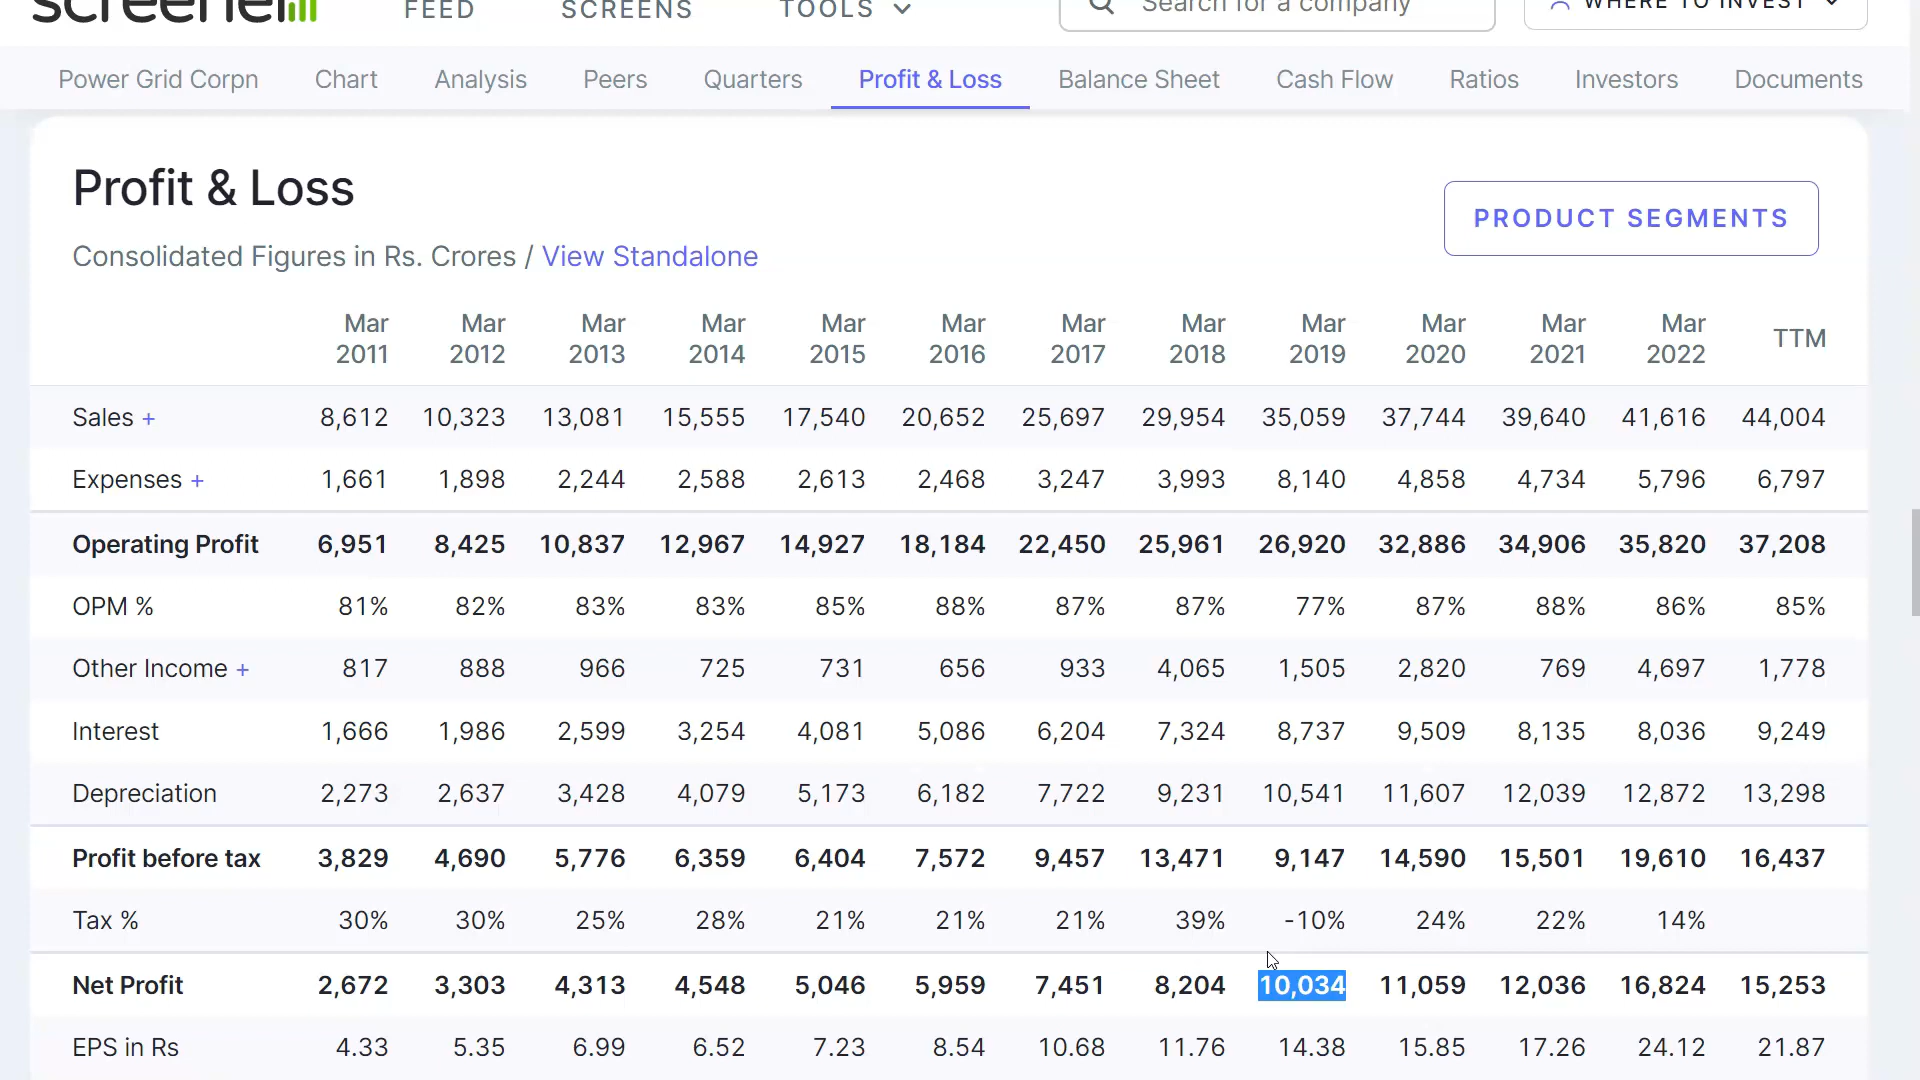 screener
FEED SCREENS TOOLS Search for a company WHERE TO INVEST
Power Grid Corpn Chart Analysis Peers Quarters Profit & Loss Balance Sheet Cash Flow Ratios Investors Documents
Profit & Loss
PRODUCT SEGMENTS
Consolidated Figures in Rs. Crores / View Standalone
Mar 2011 Mar 2012 Mar 2013 Mar 2014 Mar 2015 Mar 2016 Mar 2017 Mar 2018 Mar 2019 Mar 2020 Mar 2021 Mar 2022 TTM
Sales + 8,612 10,323 13,081 15,555 17,540 20,652 25,697 29,954 35,059 37,744 39,640 41,616 44,004
Expenses + 1,661 1,898 2,244 2,588 2,613 2,468 3,247 3,993 8,140 4,858 4,734 5,796 6,797
Operating Profit 6,951 8,425 10,837 12,967 14,927 18,184 22,450 25,961 26,920 32,886 34,906 35,820 37,208
OPM % 81% 82% 83% 83% 85% 88% 87% 87% 77% 87% 88% 86% 85%
Other Income + 817 888 966 725 731 656 933 4,065 1,505 2,820 769 4,697 1,778
Interest 1,666 1,986 2,599 3,254 4,081 5,086 6,204 7,324 8,737 9,509 8,135 8,036 9,249
Depreciation 2,273 2,637 3,428 4,079 5,173 6,182 7,722 9,231 10,541 11,607 12,039 12,872 13,298
Profit before tax 3,829 4,690 5,776 6,359 6,404 7,572 9,457 13,471 9,147 14,590 15,501 19,610 16,437
Tax % 30% 30% 25% 28% 21% 21% 21% 39% -10% 24% 22% 14%
Net Profit 2,672 3,303 4,313 4,548 5,046 5,959 7,451 8,204 10,034 11,059 12,036 16,824 15,253
EPS in Rs 4.33 5.35 6.99 6.52 7.23 8.54 10.68 11.76 14.38 15.85 17.26 24.12 21.87